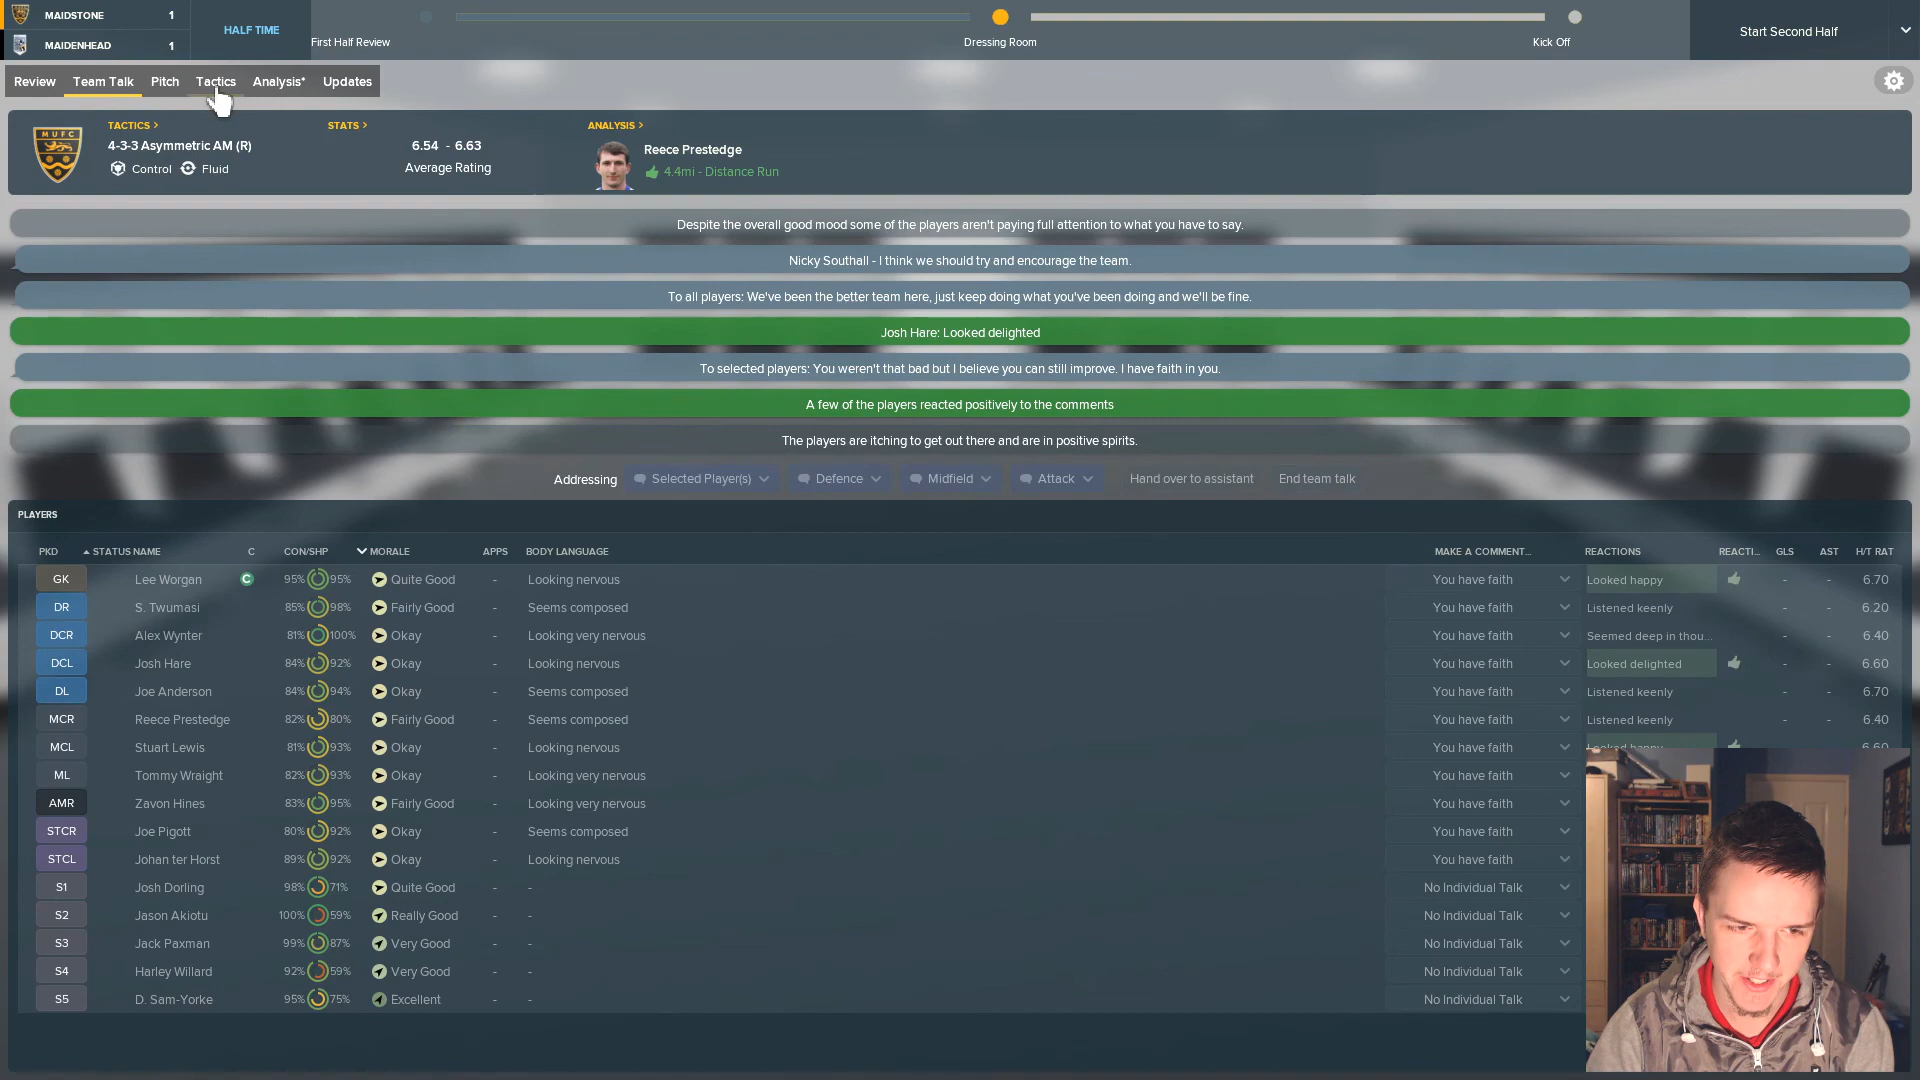 MAIDSTONE 1
MAIDENHEAD 1
HALF TIME
First Half Review
Dressing Room
Kick Off
Start Second Half
Review Team Talk Pitch Tactics Analysis* Updates
MUFC
TACTICS >
4-3-3 Asymmetric AM (R)
Control Fluid
STATS >
6.54 - 6.63
Average Rating
ANALYSIS >
Reece Prestedge
4.4mi - Distance Run
Despite the overall good mood some of the players aren't paying full attention to what you have to say.
Nicky Southall - I think we should try and encourage the team.
To all players: We've been the better team here, just keep doing what you've been doing and we'll be fine.
Josh Hare: Looked delighted
To selected players: You weren't that bad but I believe you can still improve. I have faith in you.
A few of the players reacted positively to the comments
The players are itching to get out there and are in positive spirits.
Addressing Selected Player(s) Defence Midfield Attack Hand over to assistant End team talk
PLAYERS
PKD STATUS NAME C CON/SHP MORALE APPS BODY LANGUAGE MAKE A COMMENT... REACTIONS REACTI... GLS AST H/T RAT
GK Lee Worgan C 95% 95% Quite Good - Looking nervous You have faith Looked happy - - 6.70
DR S. Twumasi 85% 98% Fairly Good - Seems composed You have faith Listened keenly - - 6.20
DCR Alex Wynter 81% 100% Okay - Looking very nervous You have faith Seemed deep in thou... - - 6.40
DCL Josh Hare 84% 92% Okay - Looking nervous You have faith Looked delighted - - 6.60
DL Joe Anderson 84% 94% Okay - Seems composed You have faith Listened keenly - - 6.70
MCR Reece Prestedge 82% 80% Fairly Good - Seems composed You have faith Listened keenly - - 6.40
MCL Stuart Lewis 81% 93% Okay - Looking nervous You have faith Looked happy - - 6.60
ML Tommy Wraight 82% 93% Okay - Looking very nervous You have faith
AMR Zavon Hines 83% 95% Fairly Good - Looking very nervous You have faith
STCR Joe Pigott 80% 92% Okay - Seems composed You have faith
STCL Johan ter Horst 89% 92% Okay - Looking nervous You have faith
S1 Josh Dorling 98% 71% Quite Good - - No Individual Talk
S2 Jason Akiotu 100% 59% Really Good - - No Individual Talk
S3 Jack Paxman 99% 87% Very Good - - No Individual Talk
S4 Harley Willard 92% 59% Very Good - - No Individual Talk
S5 D. Sam-Yorke 95% 75% Excellent - - No Individual Talk